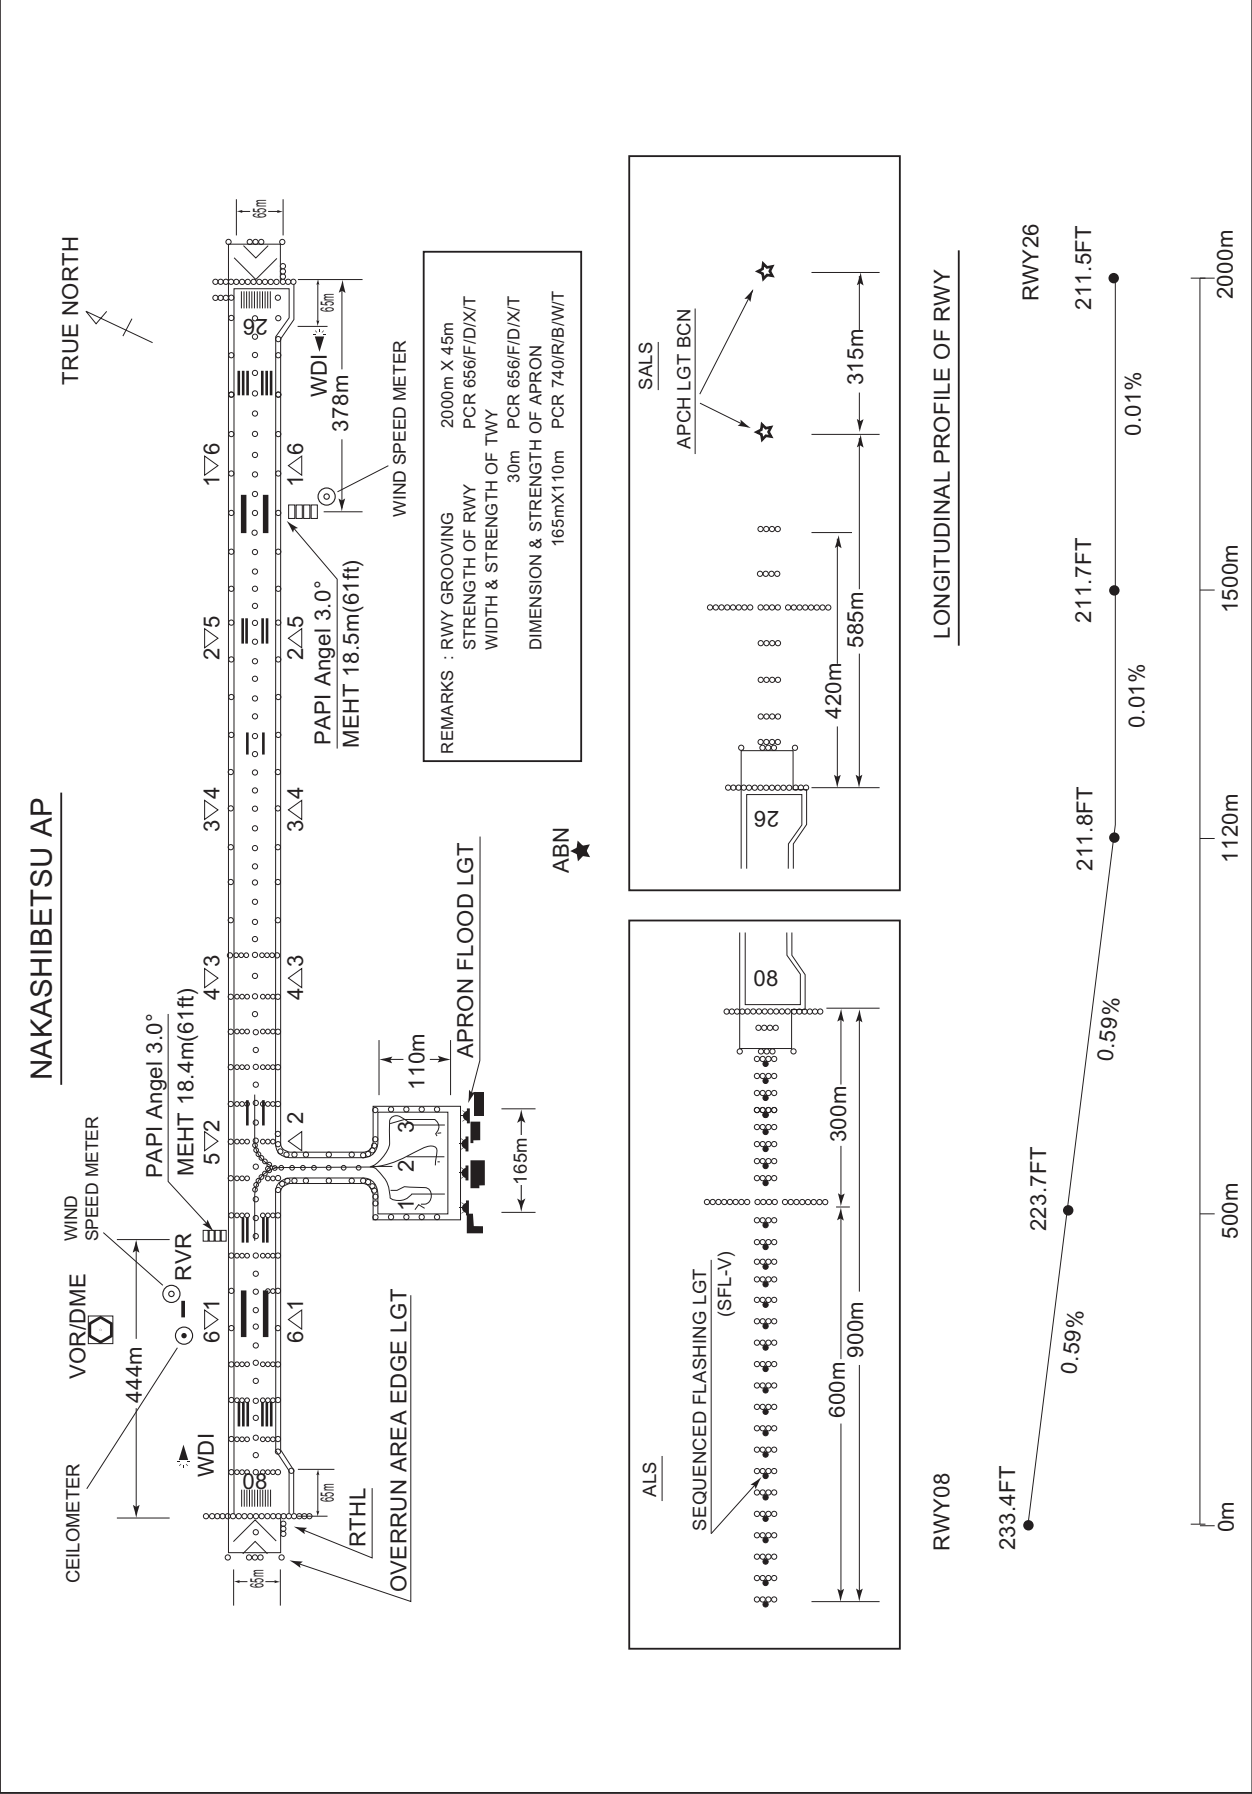 NAKASHIBETSU AP
TRUE NORTH
CEILOMETER
VOR/DME
WIND
SPEED METER
RVR
444m
WDI
PAPI Angel 3.0°
MEHT 18.4m(61ft)
6▽1
5▽2
4▽3
3▽4
2▽5
1▽6
65m
08
26
65m
6△1
△2
4△3
3△4
2△5
1△6
65m
65m
RTHL
OVERRUN AREA EDGE LGT
1
2
3
110m
165m
APRON FLOOD LGT
PAPI Angel 3.0°
MEHT 18.5m(61ft)
WDI
378m
WIND SPEED METER
REMARKS : RWY GROOVING 2000m X 45m
STRENGTH OF RWY PCR 656/F/D/X/T
WIDTH & STRENGTH OF TWY
30m PCR 656/F/D/X/T
DIMENSION & STRENGTH OF APRON
165mX110m PCR 740/R/B/W/T
ABN
ALS
SEQUENCED FLASHING LGT
(SFL-V)
08
600m
300m
900m
SALS
APCH LGT BCN
26
420m
585m
315m
LONGITUDINAL PROFILE OF RWY
RWY08
RWY26
233.4FT
223.7FT
211.8FT
211.7FT
211.5FT
0.59%
0.59%
0.01%
0.01%
0m
500m
1120m
1500m
2000m